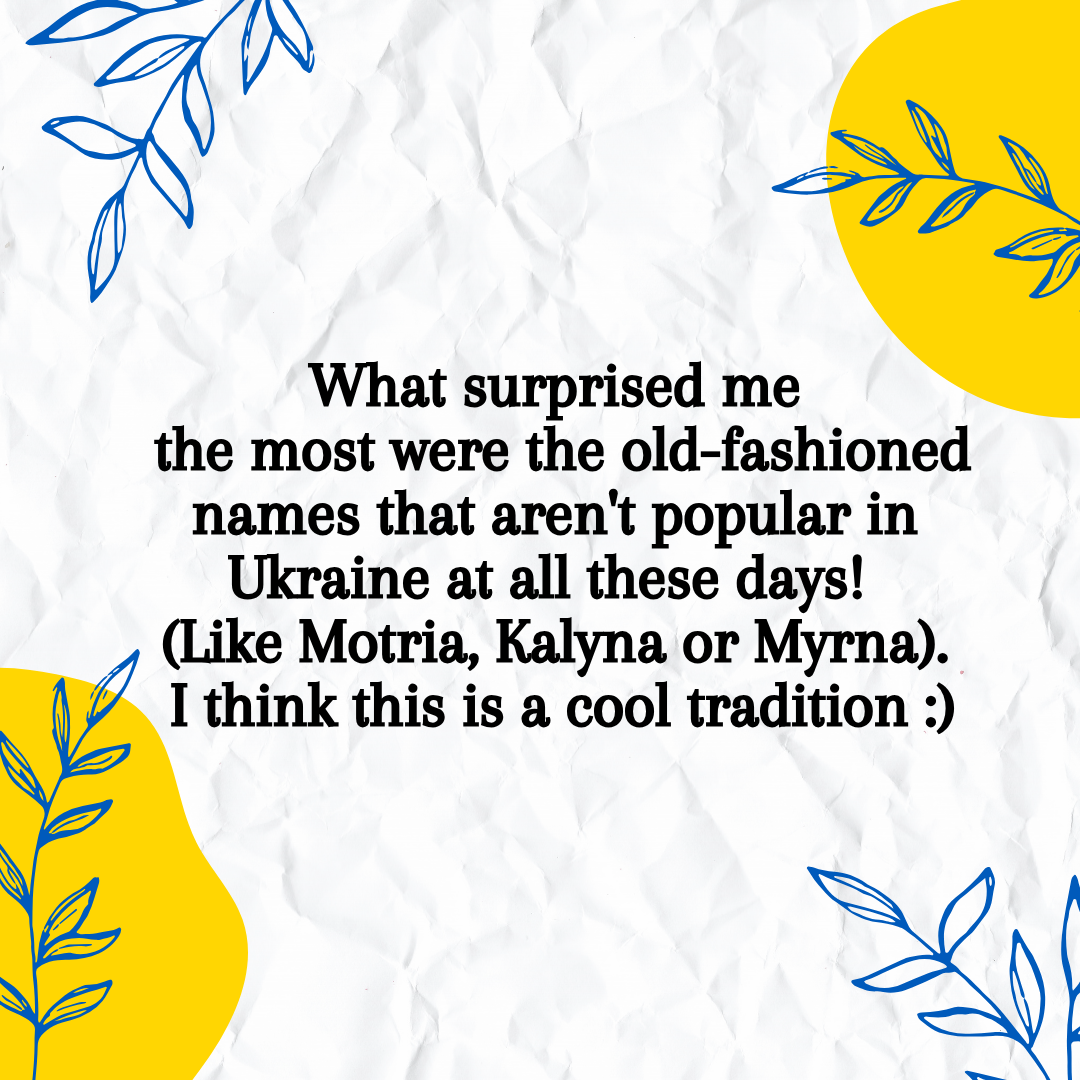 What surprised me
the most were the old-fashioned
names that aren't popular in
Ukraine at all these days!
(Like Motria, Kalyna or Myrna).
I think this is a cool tradition :)